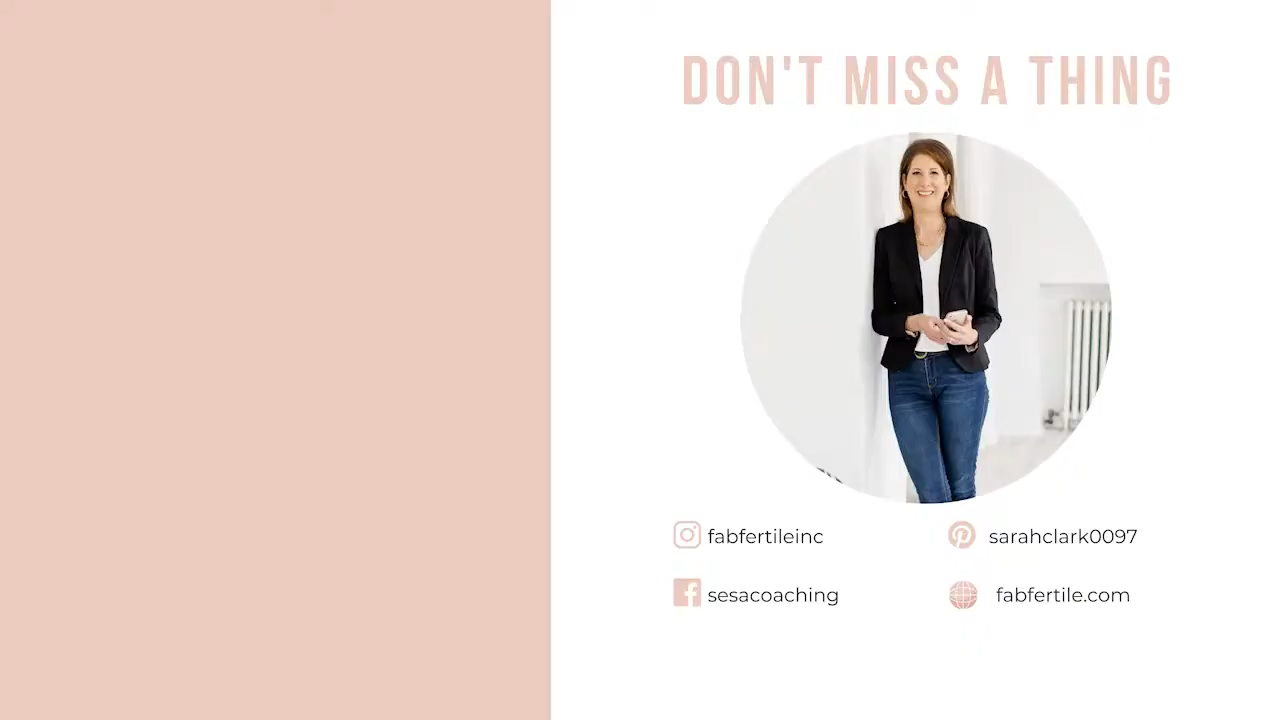 DON'T MISS A THING
fabfertileinc
sarahclark0097
sesacoaching
fabfertile.com